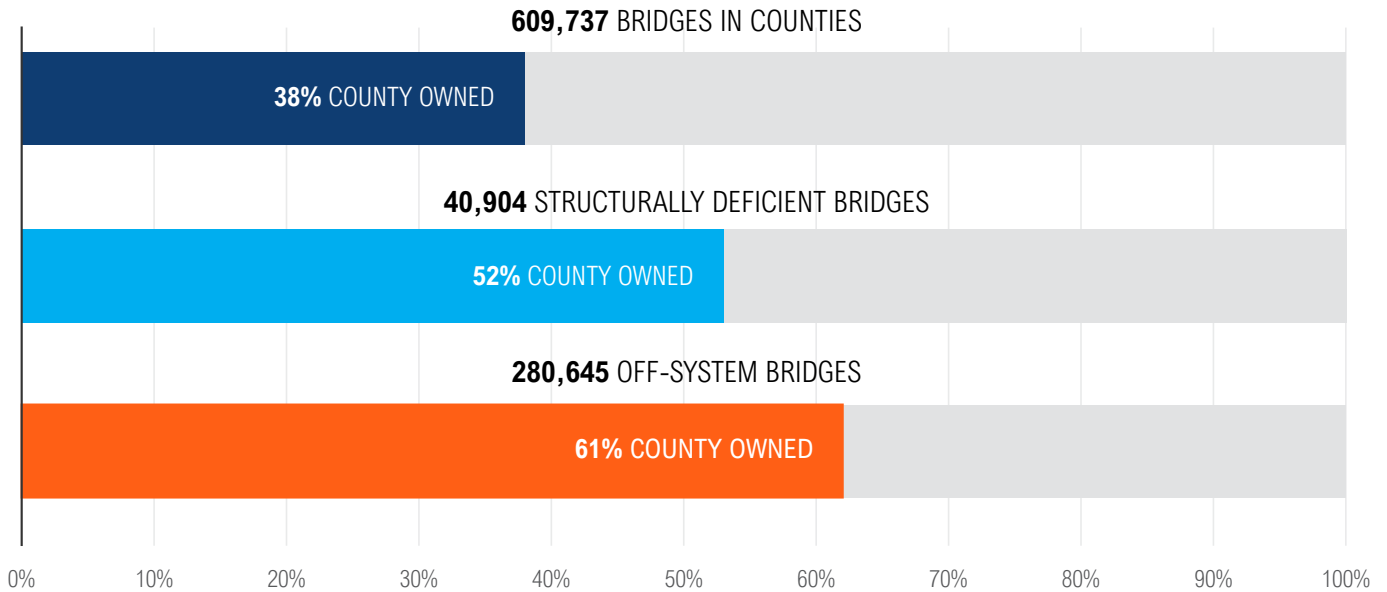 609,737 BRIDGES IN COUNTIES
38% COUNTY OWNED
40,904 STRUCTURALLY DEFICIENT BRIDGES
52% COUNTY OWNED
280,645 OFF-SYSTEM BRIDGES
61% COUNTY OWNED
0% 10% 20% 30% 40% 50% 60% 70% 80% 90% 100%